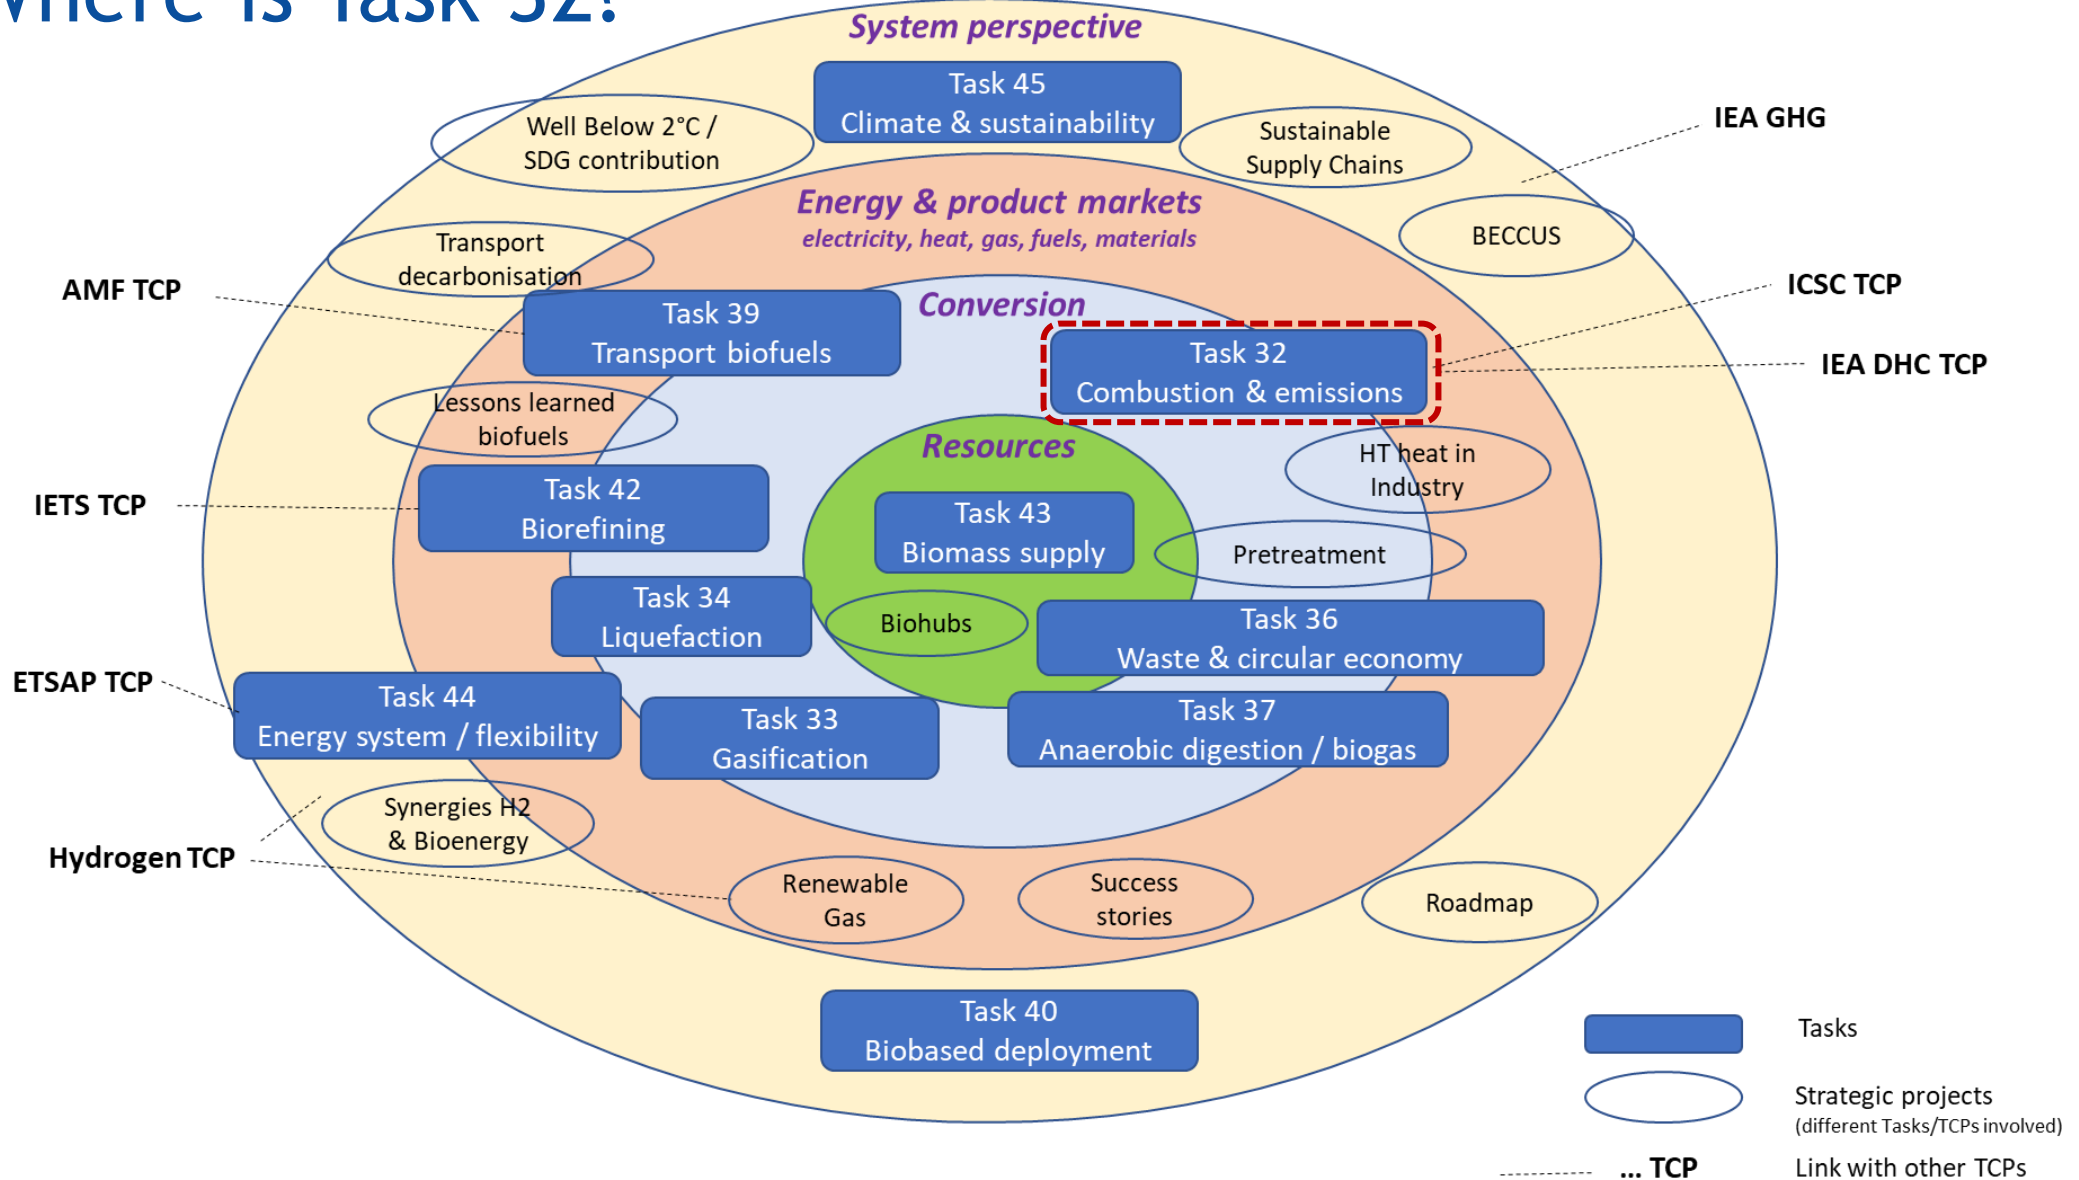 Where is Task 32?
System perspective
Task 45
Climate & sustainability
Well Below 2°C /
SDG contribution
Sustainable
Supply Chains
IEA GHG
BECCUS
Energy & product markets
electricity, heat, gas, fuels, materials
Transport
decarbonisation
AMF TCP
ICSC TCP
Conversion
Task 39
Transport biofuels
Task 32
Combustion & emissions
IEA DHC TCP
Lessons learned
biofuels
Resources
HT heat in
Industry
IETS TCP
Task 42
Biorefining
Task 43
Biomass supply
Pretreatment
Task 34
Liquefaction
Biohubs
Task 36
Waste & circular economy
ETSAP TCP
Task 44
Energy system / flexibility
Task 33
Gasification
Task 37
Anaerobic digestion / biogas
Synergies H2
& Bioenergy
Hydrogen TCP
Renewable
Gas
Success
stories
Roadmap
Task 40
Biobased deployment
Tasks
Strategic projects
(different Tasks/TCPs involved)
... TCP
Link with other TCPs